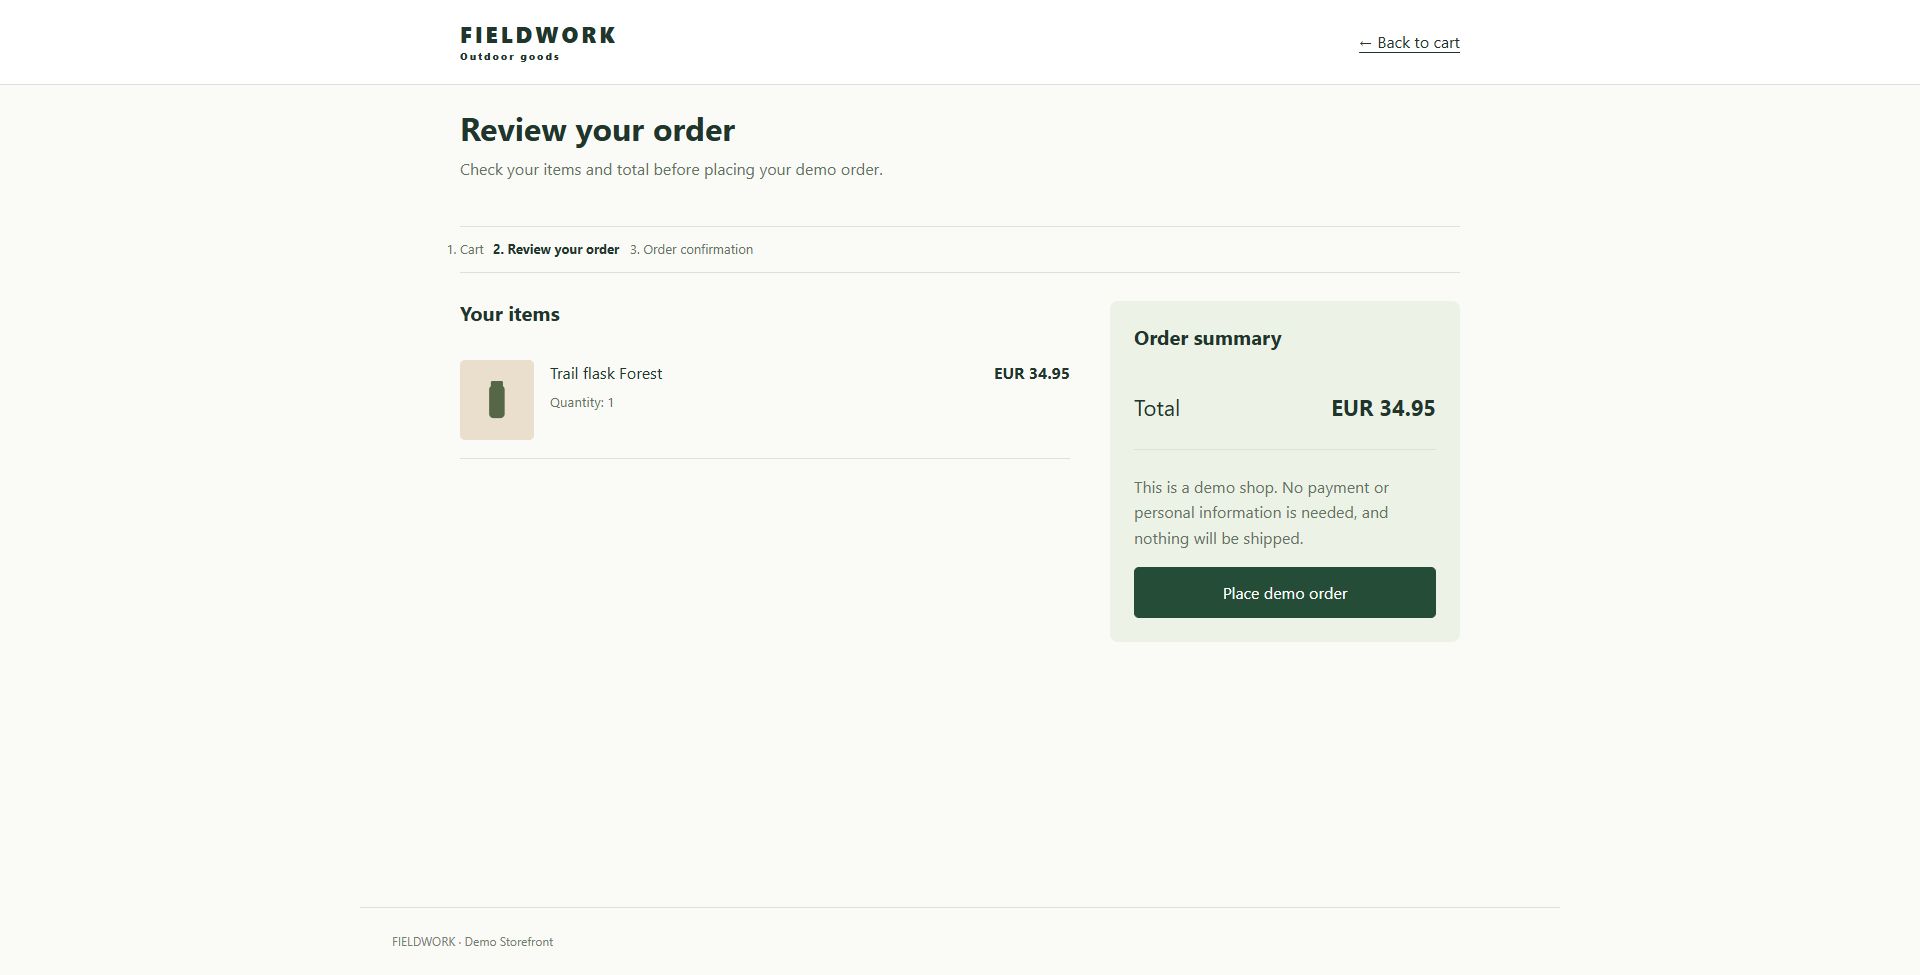 FIELDWORK
Outdoor goods
← Back to cart
Review your order
Check your items and total before placing your demo order.
1. Cart 2. Review your order 3. Order confirmation
Your items
Trail flask Forest
EUR 34.95
Quantity: 1
Order summary
Total EUR 34.95
This is a demo shop. No payment or
personal information is needed, and
nothing will be shipped.
Place demo order
FIELDWORK · Demo Storefront